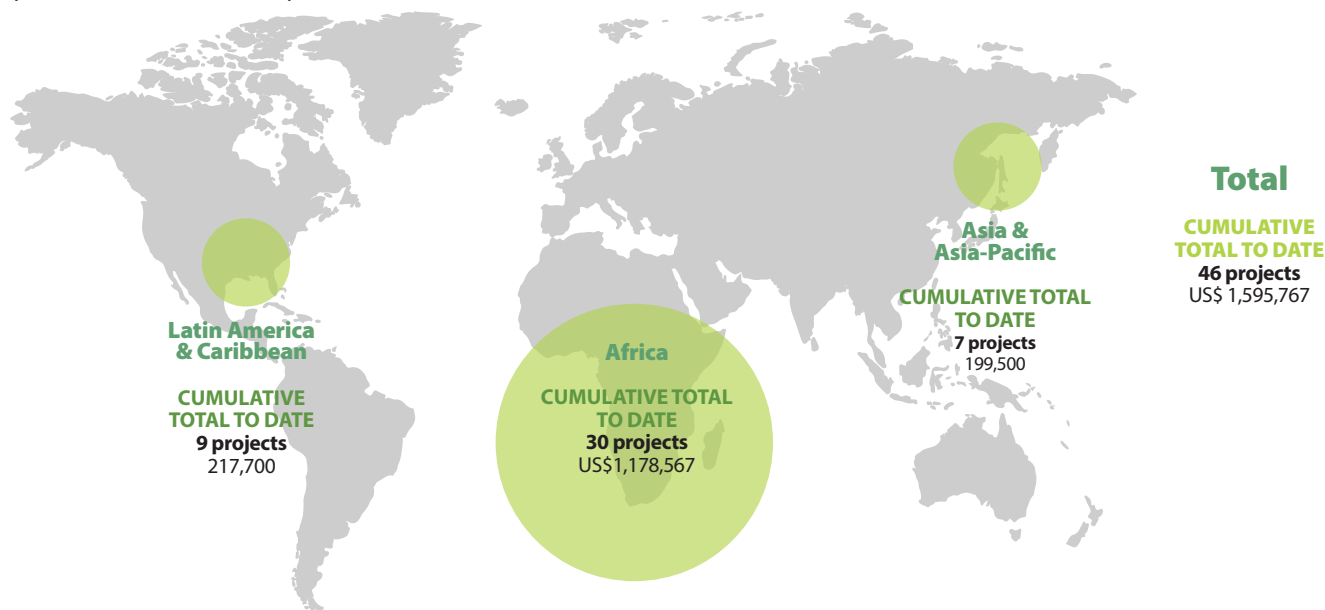 Latin America
& Caribbean
CUMULATIVE
TOTAL TO DATE
9 projects
217,700
Africa
CUMULATIVE TOTAL
TO DATE
30 projects
US$1,178,567
Asia &
Asia-Pacific
CUMULATIVE TOTAL
TO DATE
7 projects
199,500
Total
CUMULATIVE
TOTAL TO DATE
46 projects
US$ 1,595,767